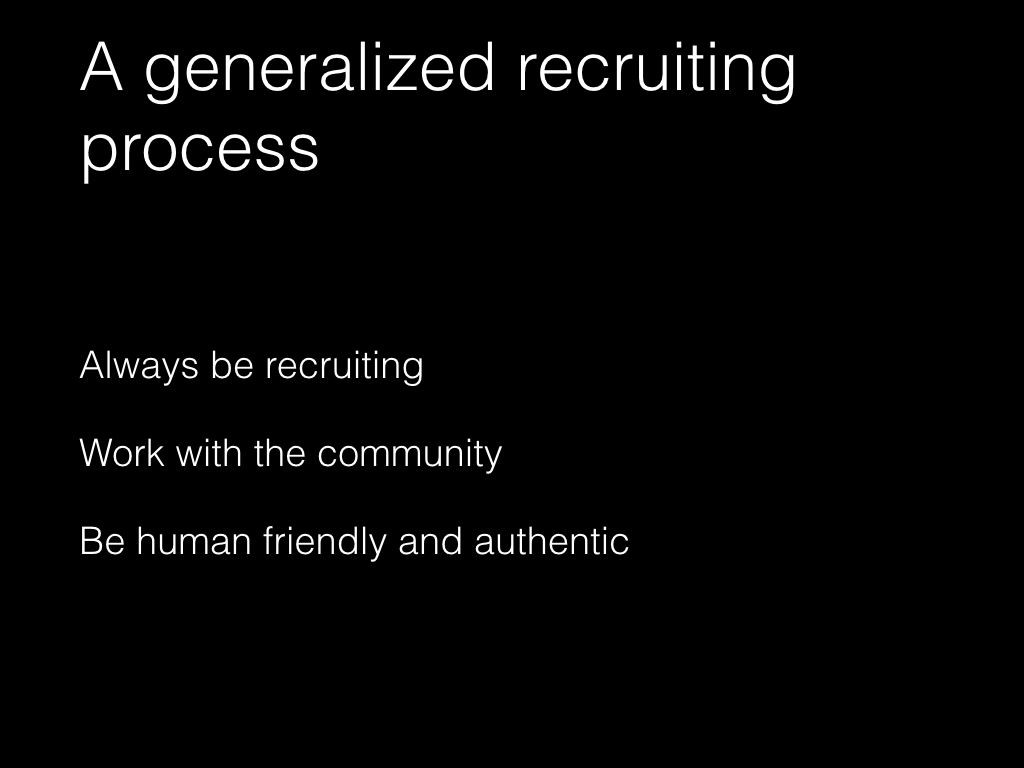 A generalized recruiting
process
Always be recruiting
Work with the community
Be human friendly and authentic